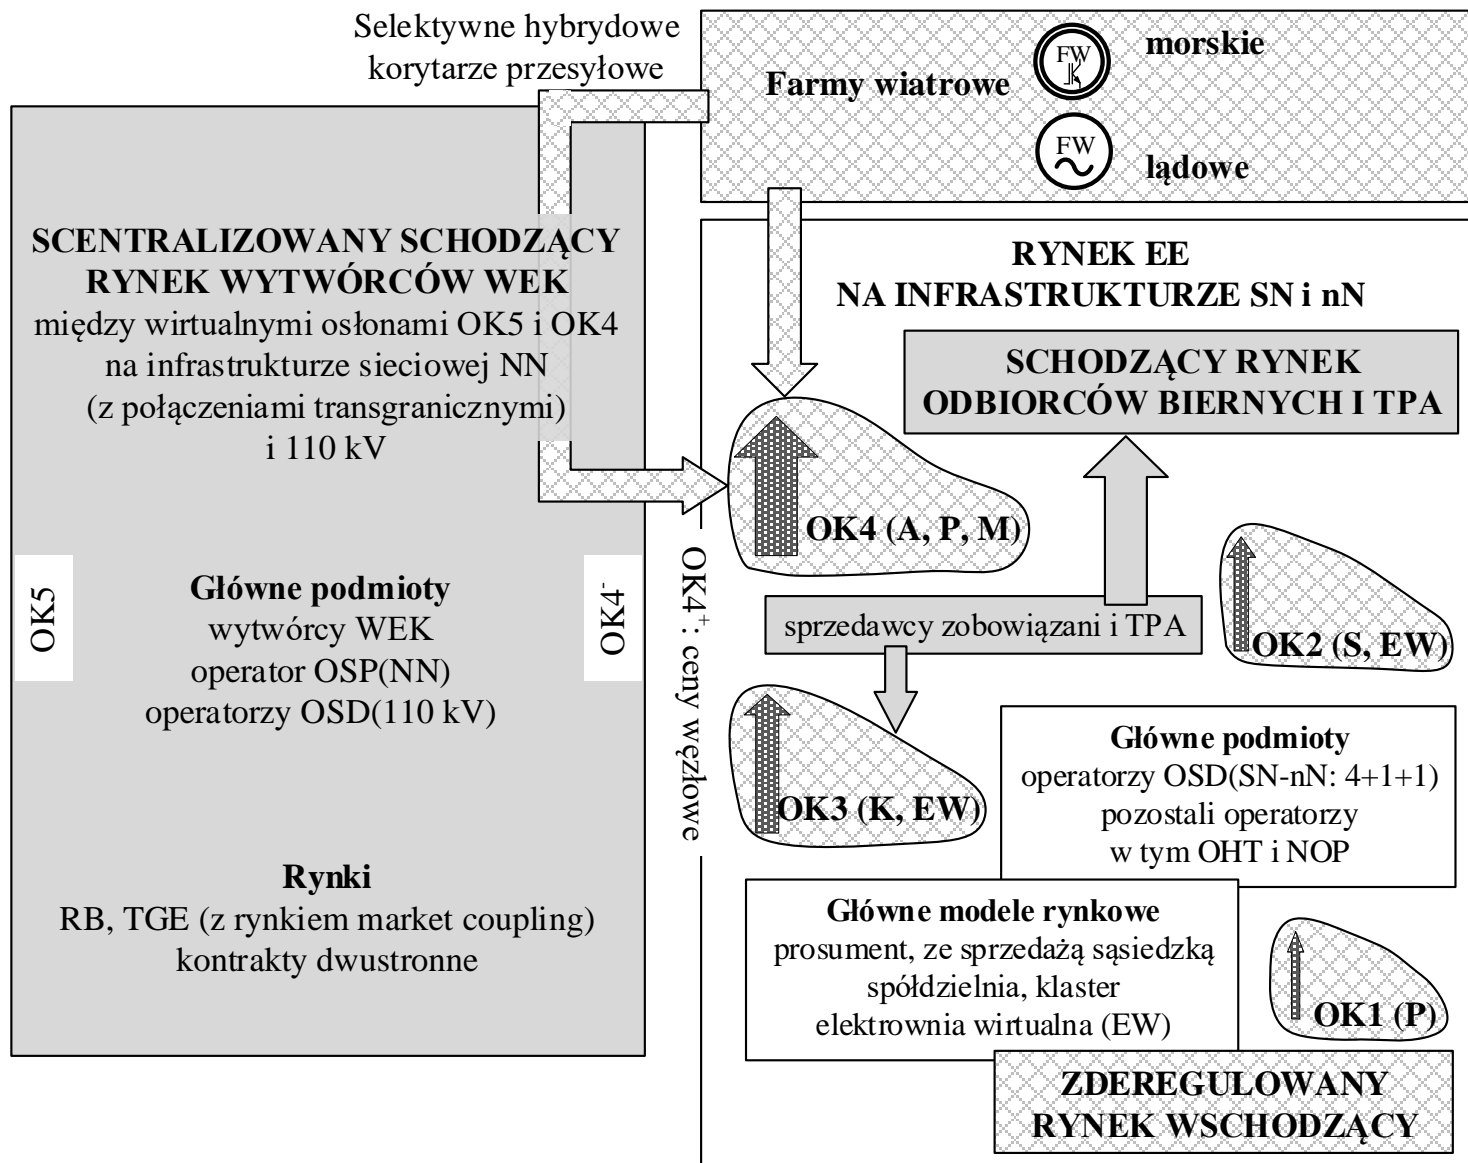 Selektywne hybrydowe
korytarze przesyłowe
Farmy wiatrowe
FW
morskie
FW
lądowe
SCENTRALIZOWANY SCHODZĄCY
RYNEK WYTWÓRCÓW WEK
między wirtualnymi osłonami OK5 i OK4
na infrastrukturze sieciowej NN
(z połączeniami transgranicznymi)
i 110 kV
OK5
OK4⁻
Główne podmioty
wytwórcy WEK
operator OSP(NN)
operatorzy OSD(110 kV)
Rynki
RB, TGE (z rynkiem market coupling)
kontrakty dwustronne
OK4⁺: ceny węzłowe
RYNEK EE
NA INFRASTRUKTURZE SN i nN
SCHODZĄCY RYNEK
ODBIORCÓW BIERNYCH I TPA
OK4 (A, P, M)
OK2 (S, EW)
sprzedawcy zobowiązani i TPA
OK3 (K, EW)
Główne podmioty
operatorzy OSD(SN-nN: 4+1+1)
pozostali operatorzy
w tym OHT i NOP
Główne modele rynkowe
prosument, ze sprzedażą sąsiedzką
spółdzielnia, klaster
elektrownia wirtualna (EW)
OK1 (P)
ZDEREGULOWANY
RYNEK WSCHODZĄCY